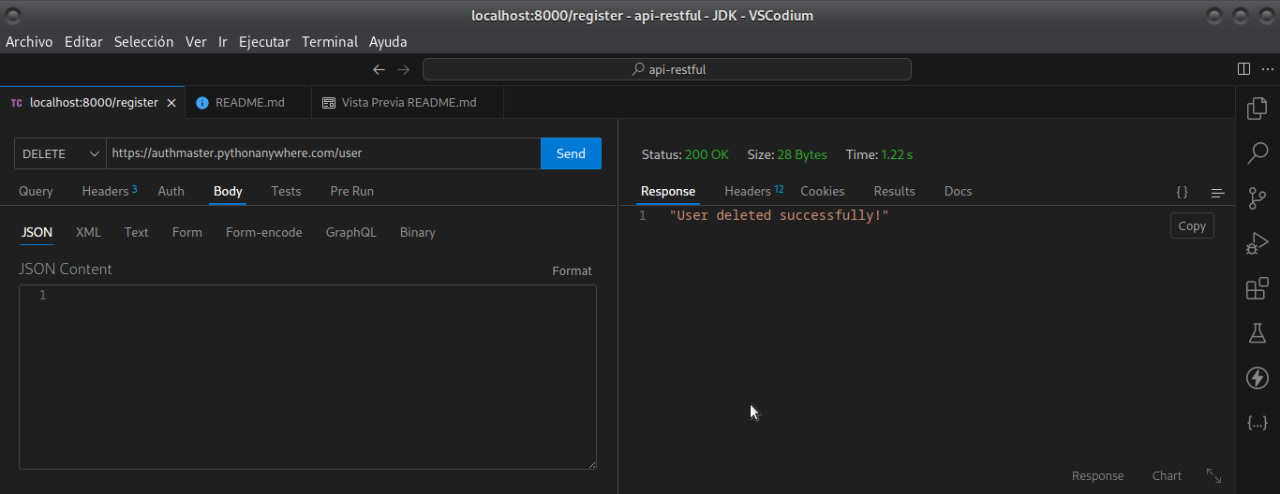 localhost:8000/register - api-restful - JDK - VSCodium
Archivo Editar Selección Ver Ir Ejecutar Terminal Ayuda
api-restful
TC localhost:8000/register README.md Vista Previa README.md
DELETE https://authmaster.pythonanywhere.com/user Send
Status: 200 OK Size: 28 Bytes Time: 1.22 s
Query Headers 3 Auth Body Tests Pre Run
Response Headers 12 Cookies Results Docs { }
1 "User deleted successfully!"
Copy
JSON XML Text Form Form-encode GraphQL Binary
JSON Content Format
1
Response Chart
{...}